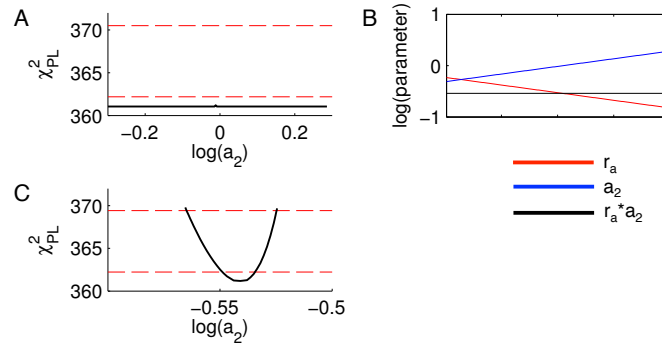 A
370
365
360
χ²PL
−0.2
0
0.2
log(a₂)
B
1
0
−1
log(parameter)
rₐ
a₂
rₐ*a₂
C
370
365
360
χ²PL
−0.55
−0.5
log(a₂)